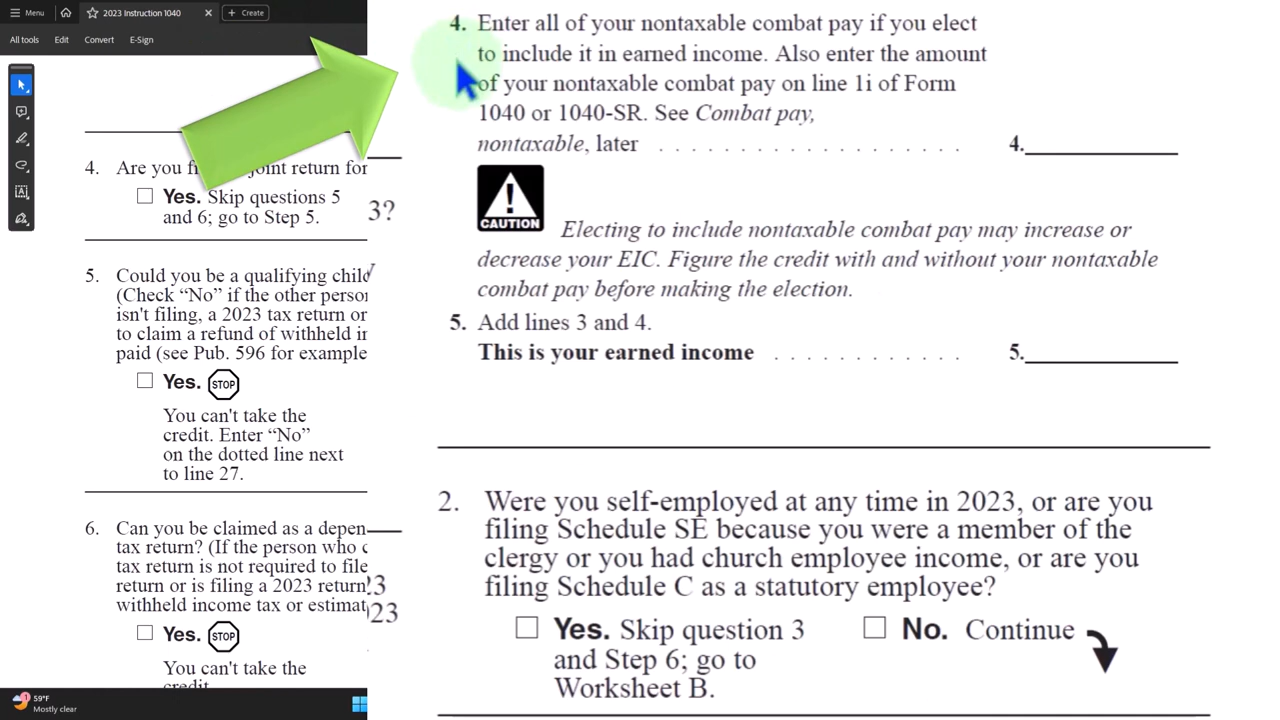 Menu
2023 Instruction 1040
Create
All tools
Edit
Convert
E-Sign
4. Are you joint return for
Yes. Skip questions 5
and 6; go to Step 5.
3?
5. Could you be a qualifying child
(Check “No” if the other person
isn't filing, a 2023 tax return or
to claim a refund of withheld
paid (see Pub. 596 for example
Yes. STOP
You can't take the
credit. Enter “No”
on the dotted line next
to line 27.
6. Can you be claimed as a
tax return? (If the person who
tax return is not required to file
return or is filing a 2023 return
withheld income tax or
Yes. STOP
You can't take the
credit.
59°F
Mostly clear
4. Enter all of your nontaxable combat pay if you elect
to include it in earned income. Also enter the amount
of your nontaxable combat pay on line 1i of Form
1040 or 1040-SR. See Combat pay,
nontaxable, later . . . . . . . . . . . . . . . . . . 4.
CAUTION
Electing to include nontaxable combat pay may increase or
decrease your EIC. Figure the credit with and without your nontaxable
combat pay before making the election.
5. Add lines 3 and 4.
This is your earned income . . . . . . . . . . . 5.
2. Were you self-employed at any time in 2023, or are you
filing Schedule SE because you were a member of the
clergy or you had church employee income, or are you
filing Schedule C as a statutory employee?
Yes. Skip question 3
and Step 6; go to
Worksheet B.
No. Continue